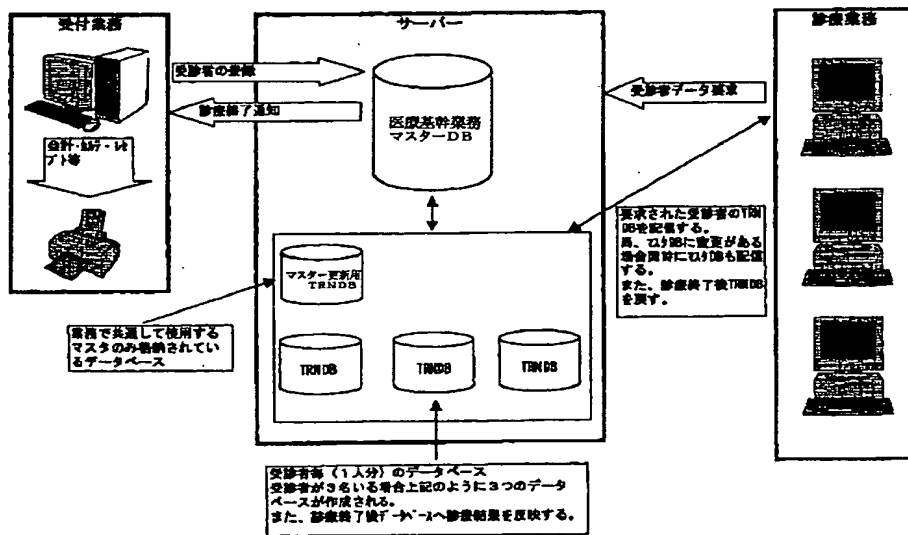 受付業務
サーバー
診療業務
受診者の登録
診療終了通知
受診者データ要求
会計・カルテ・レセ
プト等
医療基幹業務
マスターDB
要求された受診者のTRN
DBを配信する。
尚、マスタDBに変更がある
場合同時にマスタDBも配信
する。
また、診療終了後TRNDB
を戻す。
マスター更新用
TRNDB
業務で共通して使用する
マスタのみ格納されてい
るデータベース
TRNDB
TRNDB
TRNDB
受診者毎（1人分）のデータベース
受診者が3名いる場合上記のように3つのデータ
ベースが作成される。
また、診療終了後データベースへ診療結果を反映する。